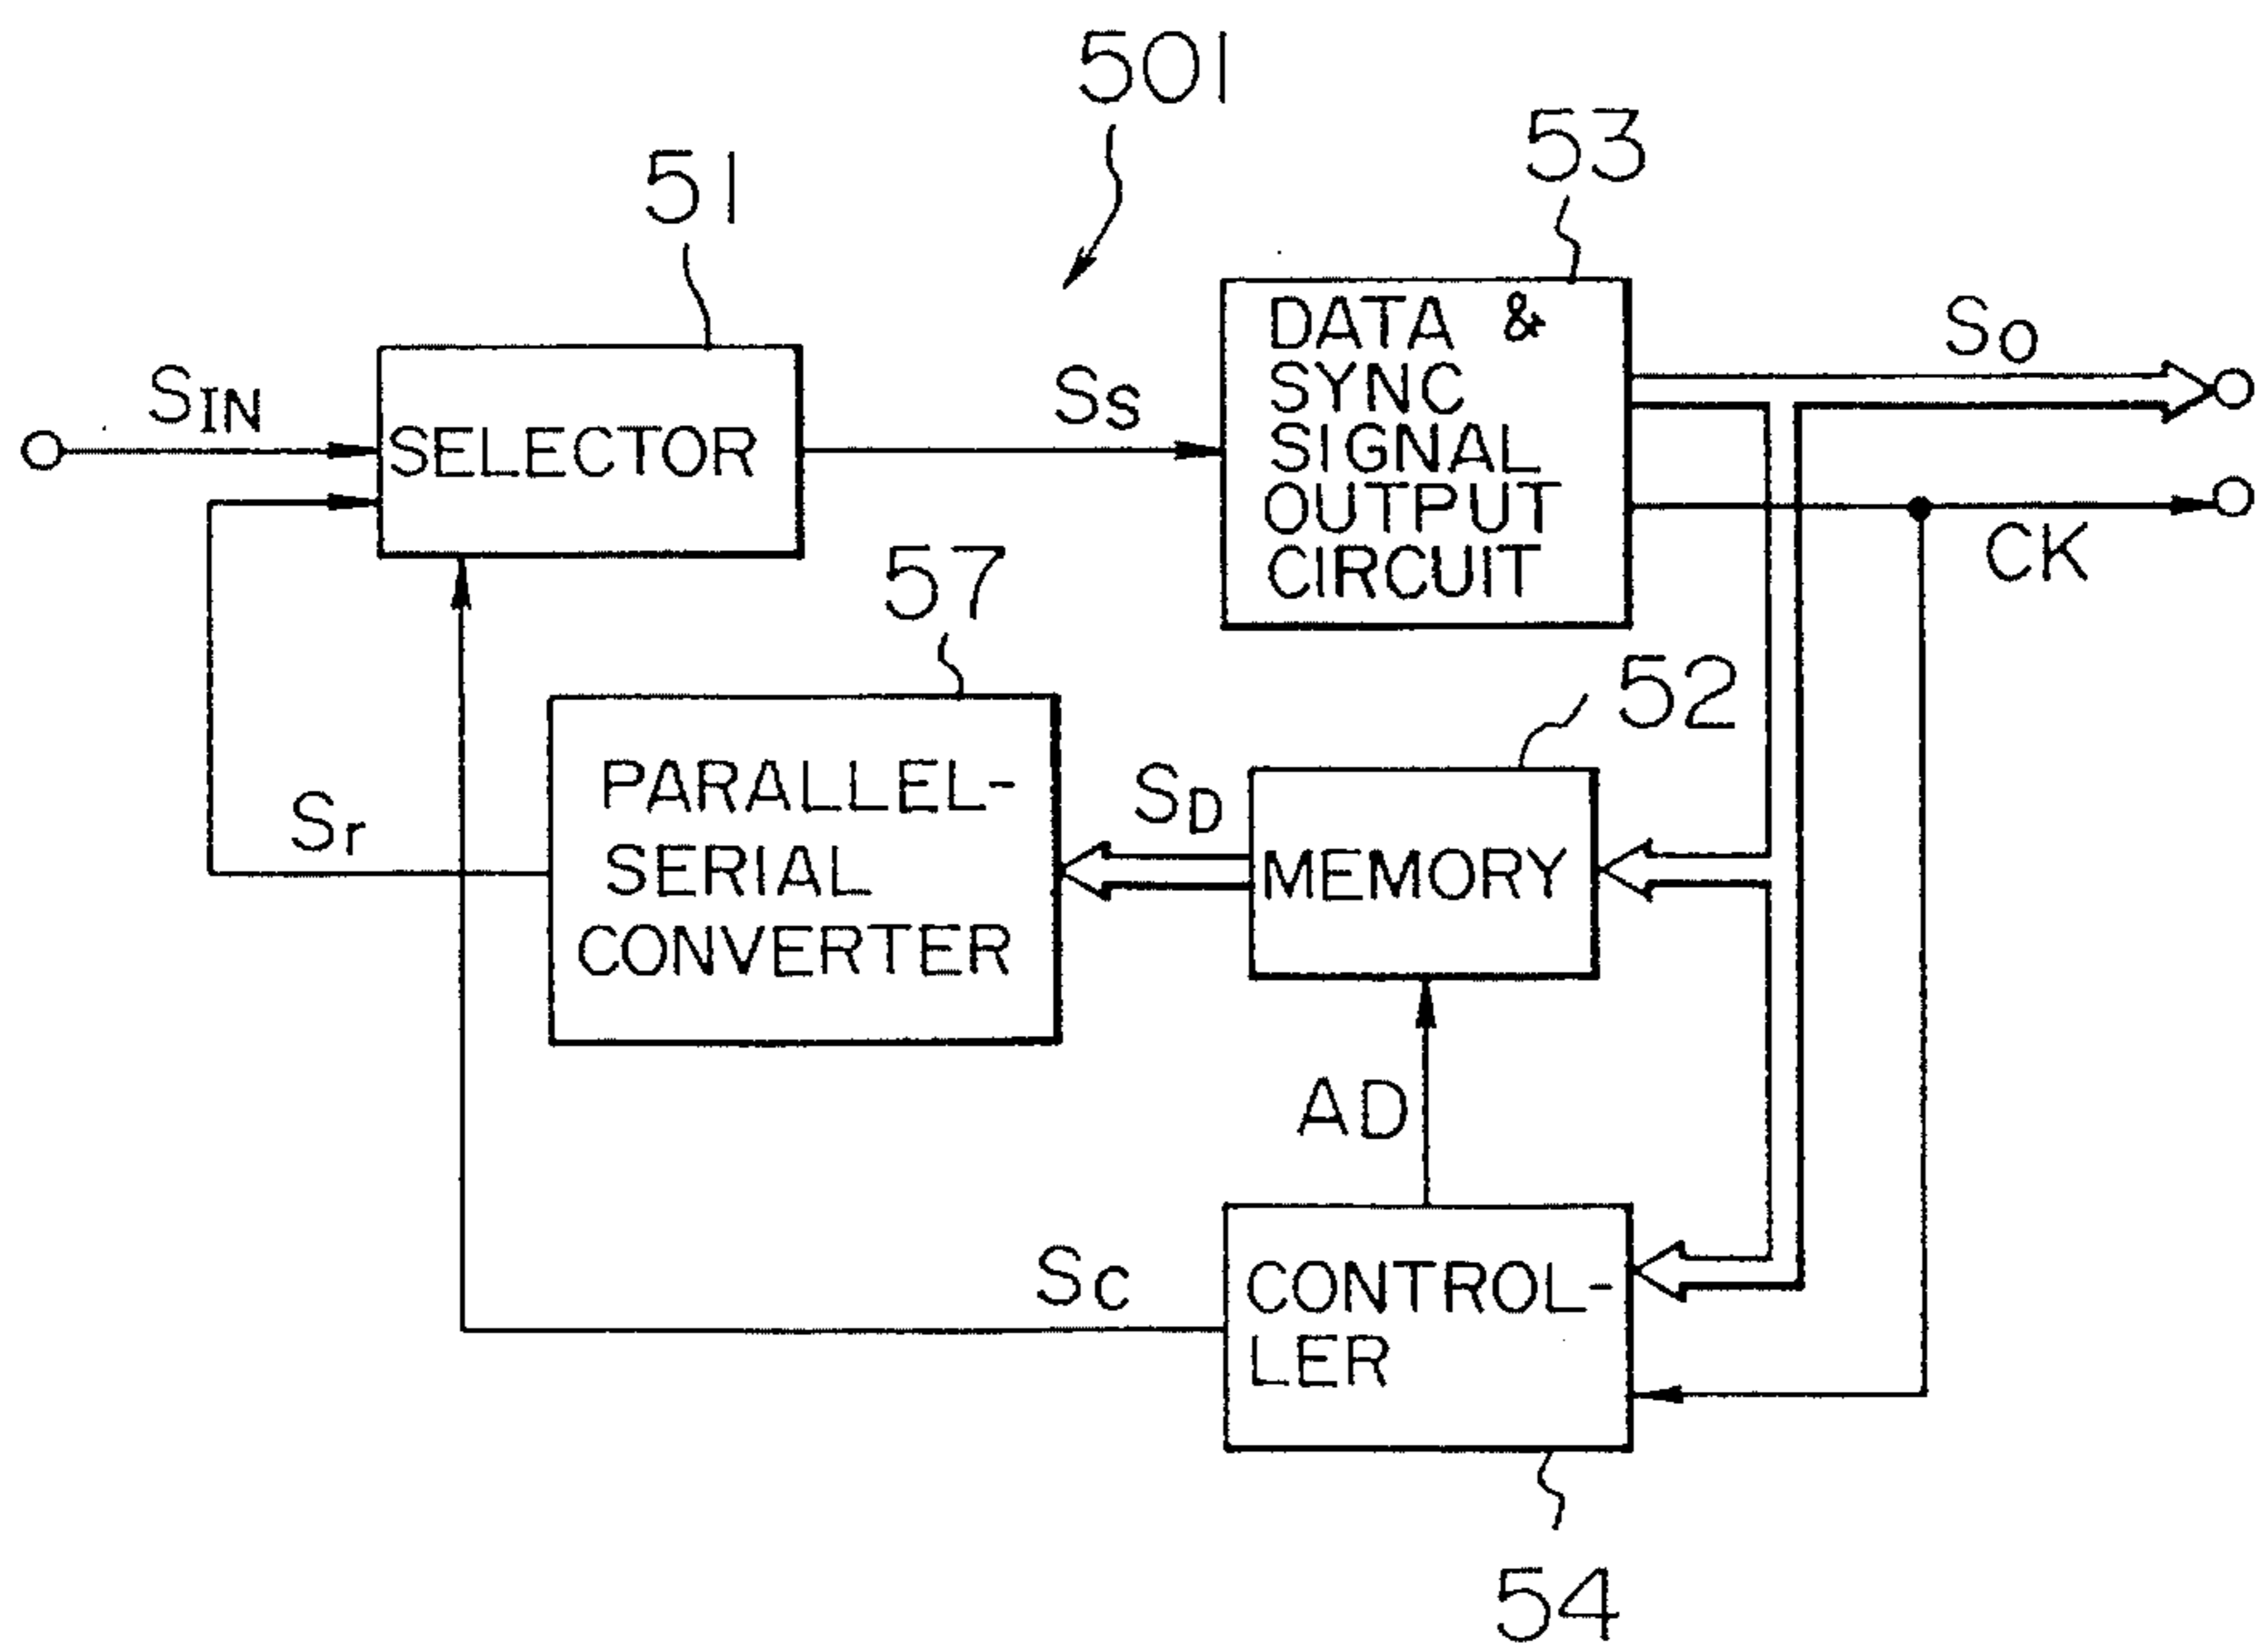 501
53
51
DATA &
SYNC
SIGNAL
OUTPUT
CIRCUIT
SO
SIN
SS
SELECTOR
CK
57
52
PARALLEL-
SERIAL
CONVERTER
SD
MEMORY
Sr
AD
SC
CONTROL-
LER
54